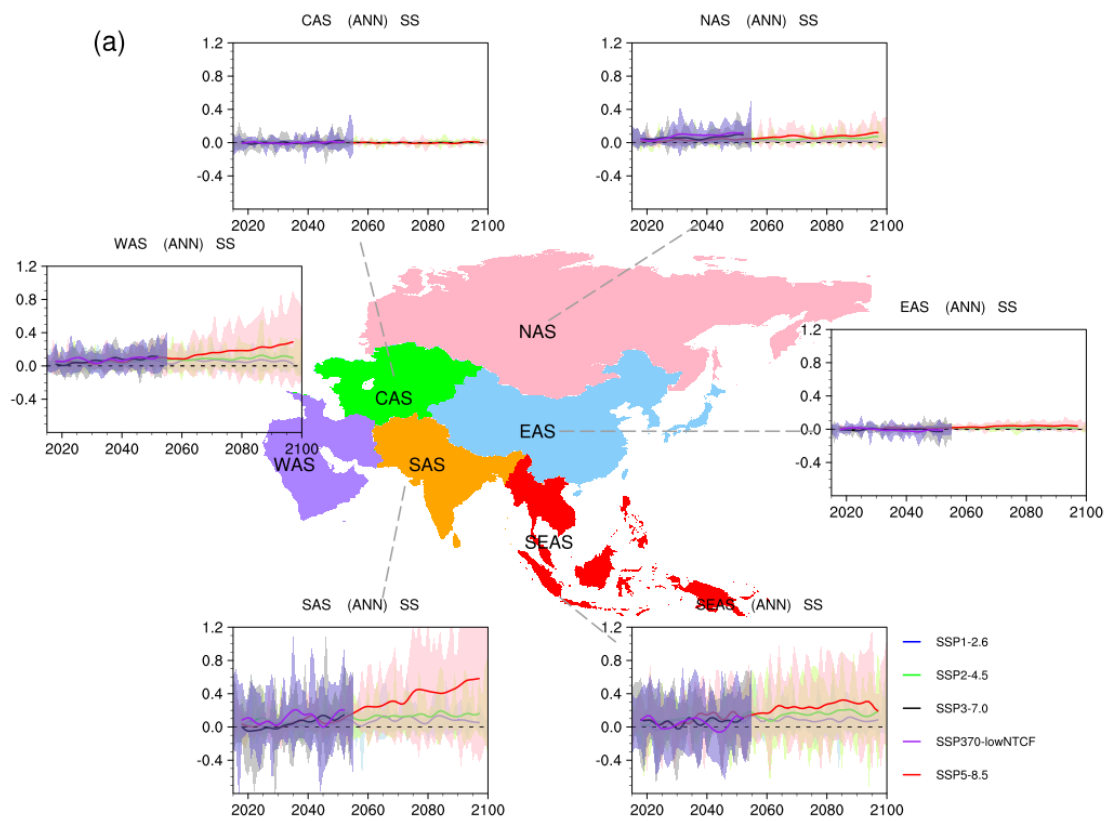 (a)
CAS (ANN) SS
1.2
0.8
0.4
0.0
-0.4
2020 2040 2060 2080 2100
NAS (ANN) SS
1.2
0.8
0.4
0.0
-0.4
2020 2040 2060 2080 2100
WAS (ANN) SS
1.2
0.8
0.4
0.0
-0.4
2020 2040 2060 2080 2100
EAS (ANN) SS
1.2
0.8
0.4
0.0
-0.4
2020 2040 2060 2080 2100
NAS
CAS
EAS
WAS
SAS
SEAS
SAS (ANN) SS
1.2
0.8
0.4
0.0
-0.4
2020 2040 2060 2080 2100
SEAS (ANN) SS
1.2
0.8
0.4
0.0
-0.4
2020 2040 2060 2080 2100
SSP1-2.6
SSP2-4.5
SSP3-7.0
SSP370-lowNTCF
SSP5-8.5